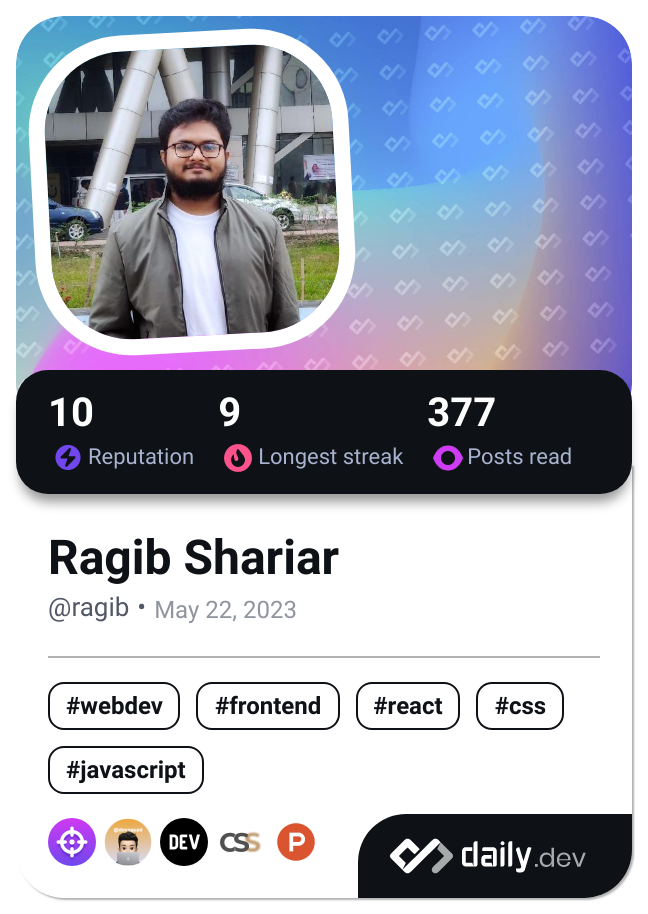 10 9 377
Reputation Longest streak Posts read
Ragib Shariar
@ragib • May 22, 2023
#webdev #frontend #react #css
#javascript
DEV CSS P
daily.dev